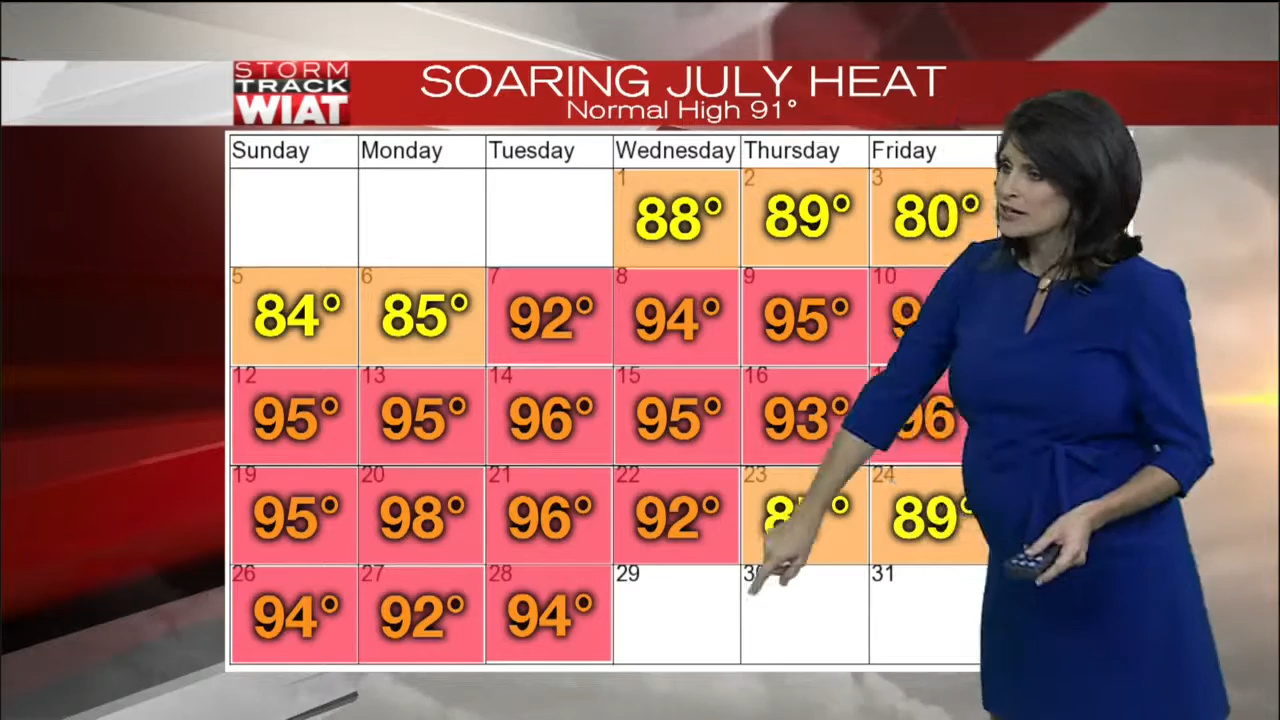 STORM
TRACK
WIAT
SOARING JULY HEAT
Normal High 91°
Sunday Monday Tuesday Wednesday Thursday Friday
1 2 3
88° 89° 80°
5 6 7 8 9 10
84° 85° 92° 94° 95°
12 13 14 15 16
95° 95° 96° 95° 93° 96
19 20 21 22 23 24
95° 98° 96° 92° 89°
26 27 28 29 30 31
94° 92° 94°